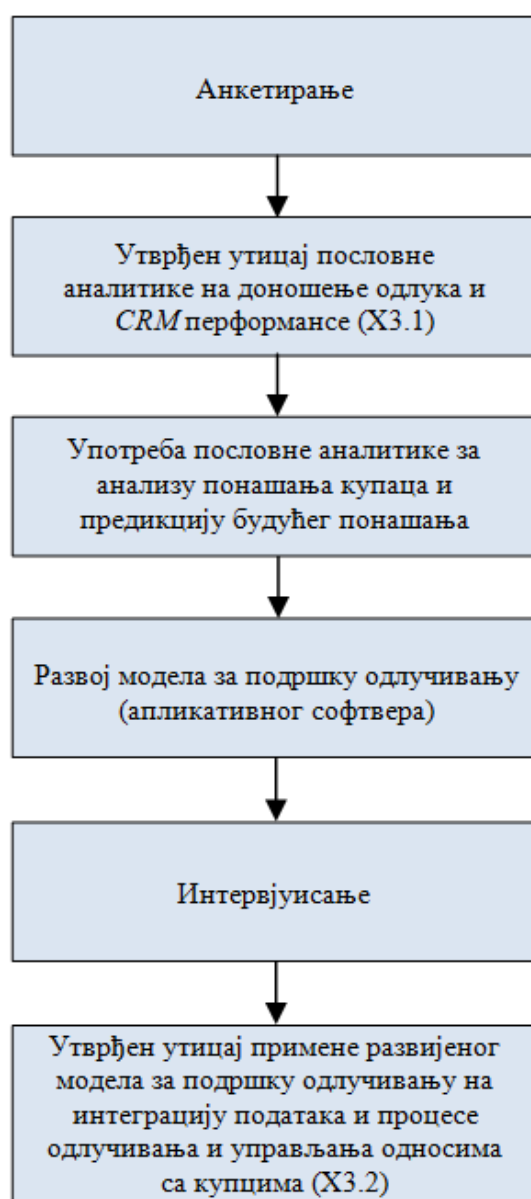 Анкетирање
Утврђен утицај пословне
аналитике на доношење одлука и
CRM перформансе (X3.1)
Употреба пословне аналитике за
анализу понашања купаца и
предикцију будућег понашања
Развој модела за подршку одлучивању
(апликативног софтвера)
Интервјуисање
Утврђен утицај примене развијеног
модела за подршку одлучивању на
интеграцију података и процесе
одлучивања и управљања односима
са купцима (X3.2)